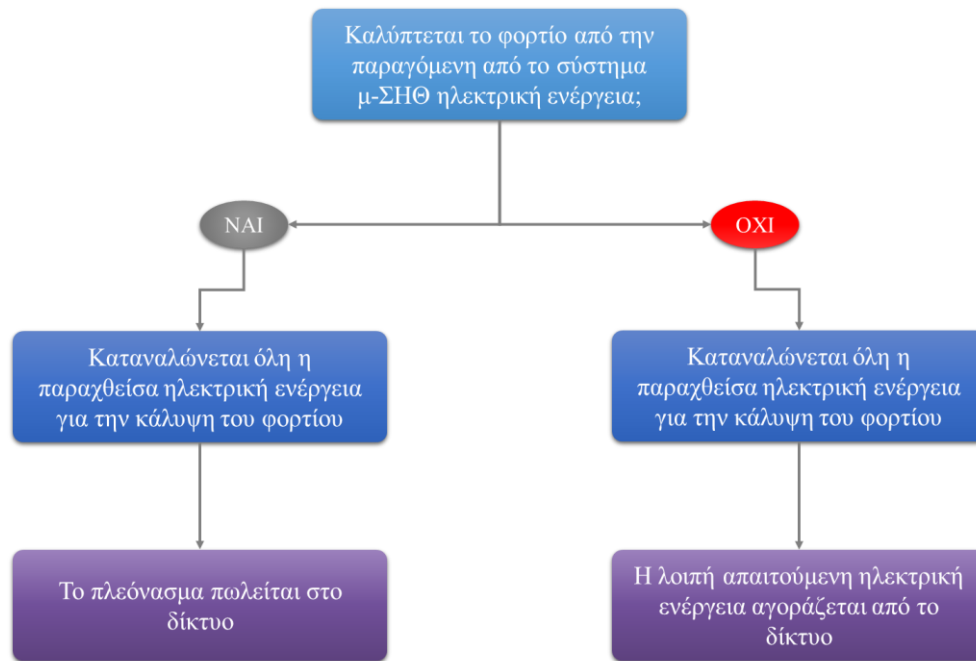 Καλύπτεται το φορτίο από την
παραγόμενη από το σύστημα
μ-ΣΗΘ ηλεκτρική ενέργεια;
ΝΑΙ
ΟΧΙ
Καταναλώνεται όλη η
παραχθείσα ηλεκτρική ενέργεια
για την κάλυψη του φορτίου
Καταναλώνεται όλη η
παραχθείσα ηλεκτρική ενέργεια
για την κάλυψη του φορτίου
Το πλεόνασμα πωλείται στο
δίκτυο
Η λοιπή απαιτούμενη ηλεκτρική
ενέργεια αγοράζεται από το
δίκτυο